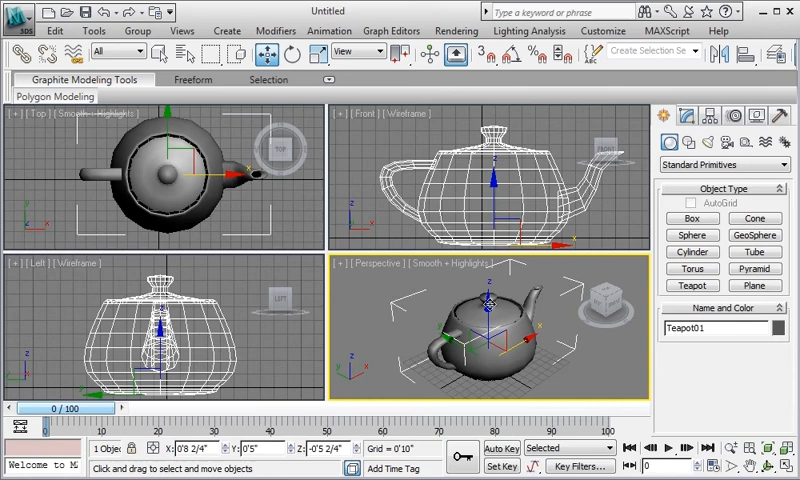 Untitled
Type a keyword or phrase
3DS
Edit Tools Group Views Create Modifiers Animation Graph Editors Rendering Lighting Analysis Customize MAXScript Help
All View 3 Create Selection Se
Graphite Modeling Tools Freeform Selection
Polygon Modeling
[ + ] [ Top ] [ Smooth + Highlights ]
TOP
x
y
x
[ + ] [ Front ] [ Wireframe ]
FRONT
z
z
x
x
Standard Primitives
Object Type
AutoGrid
Box Cone
Sphere GeoSphere
Cylinder Tube
Torus Pyramid
Teapot Plane
Name and Color
Teapot01
[ + ] [ Left ] [ Wireframe ]
LEFT
z
z
y
[ + ] [ Perspective ] [ Smooth + Highlights ]
z
x
z
y
x
0 / 100
0 10 20 30 40 50 60 70 80 90 100
1 Objec X: 0'8 2/4" Y: 0'5" Z: -0'5 2/4" Grid = 0'10" Auto Key Selected
Welcome to M Click and drag to select and move objects Add Time Tag Set Key Key Filters... 0